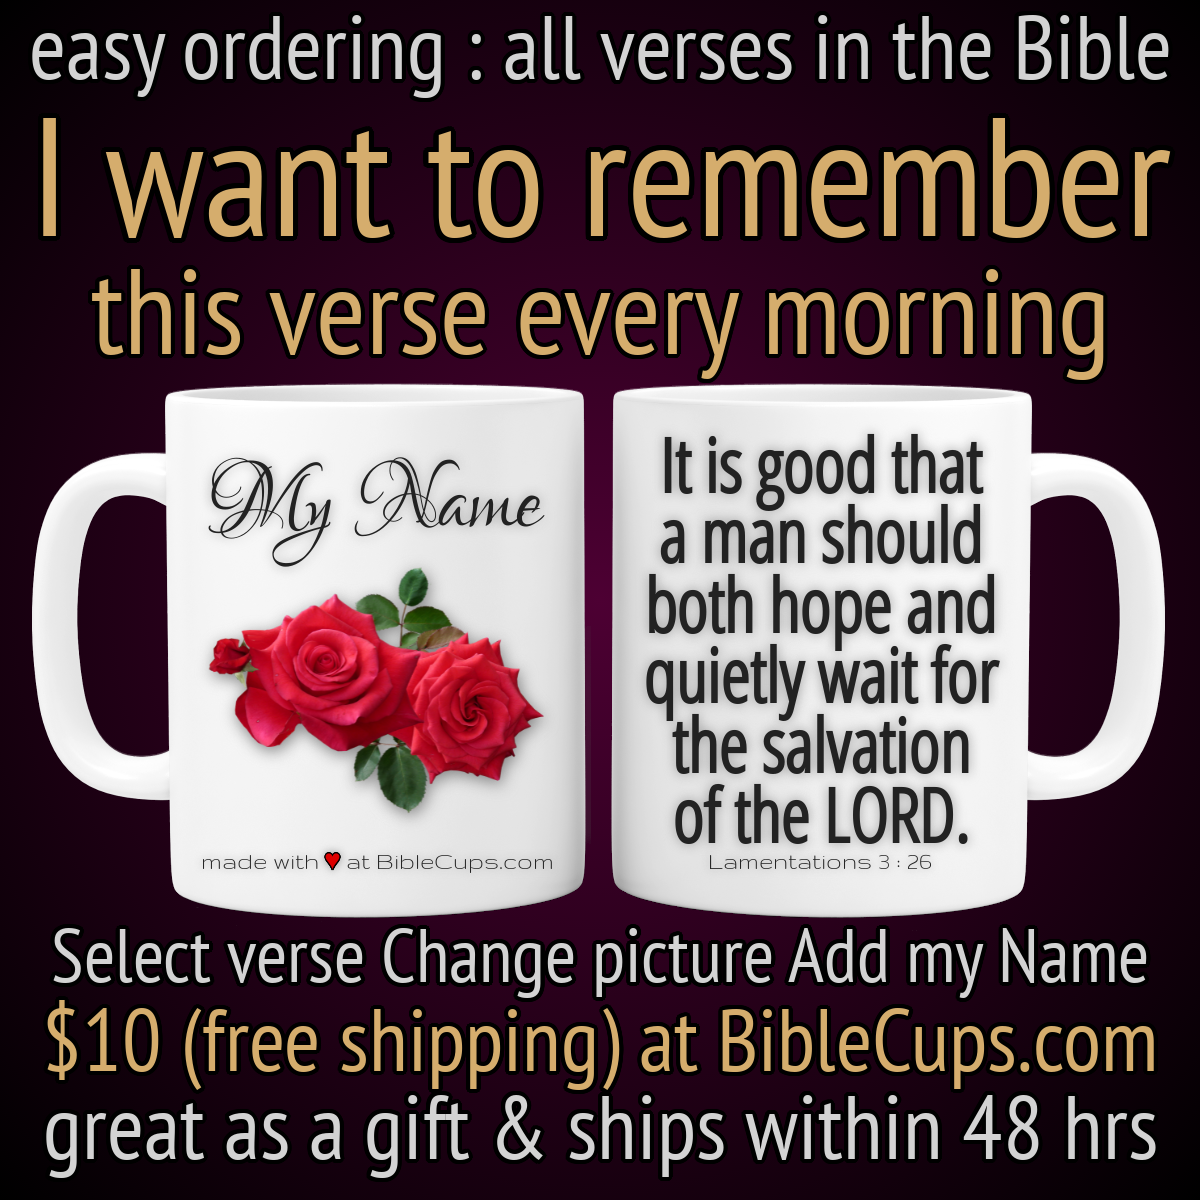 easy ordering : all verses in the Bible
I want to remember
this verse every morning
My Name
made with ❤ at BibleCups.com
It is good that
a man should
both hope and
quietly wait for
the salvation
of the LORD.
Lamentations 3 : 26
Select verse Change picture Add my Name
$10 (free shipping) at BibleCups.com
great as a gift & ships within 48 hrs